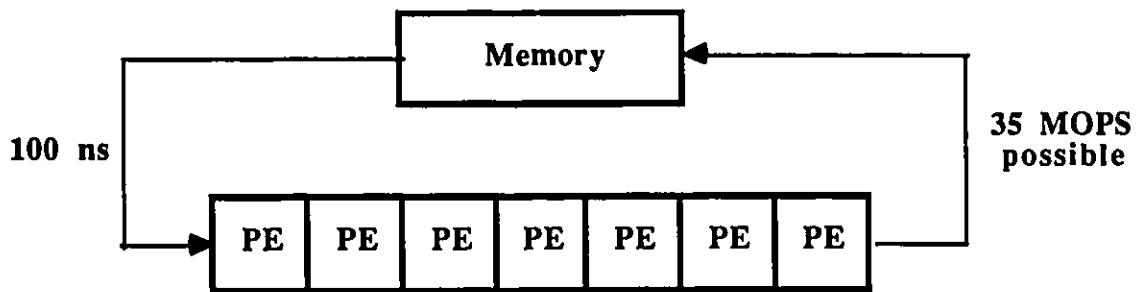 Memory
100 ns
35 MOPS
possible
PE PE PE PE PE PE PE